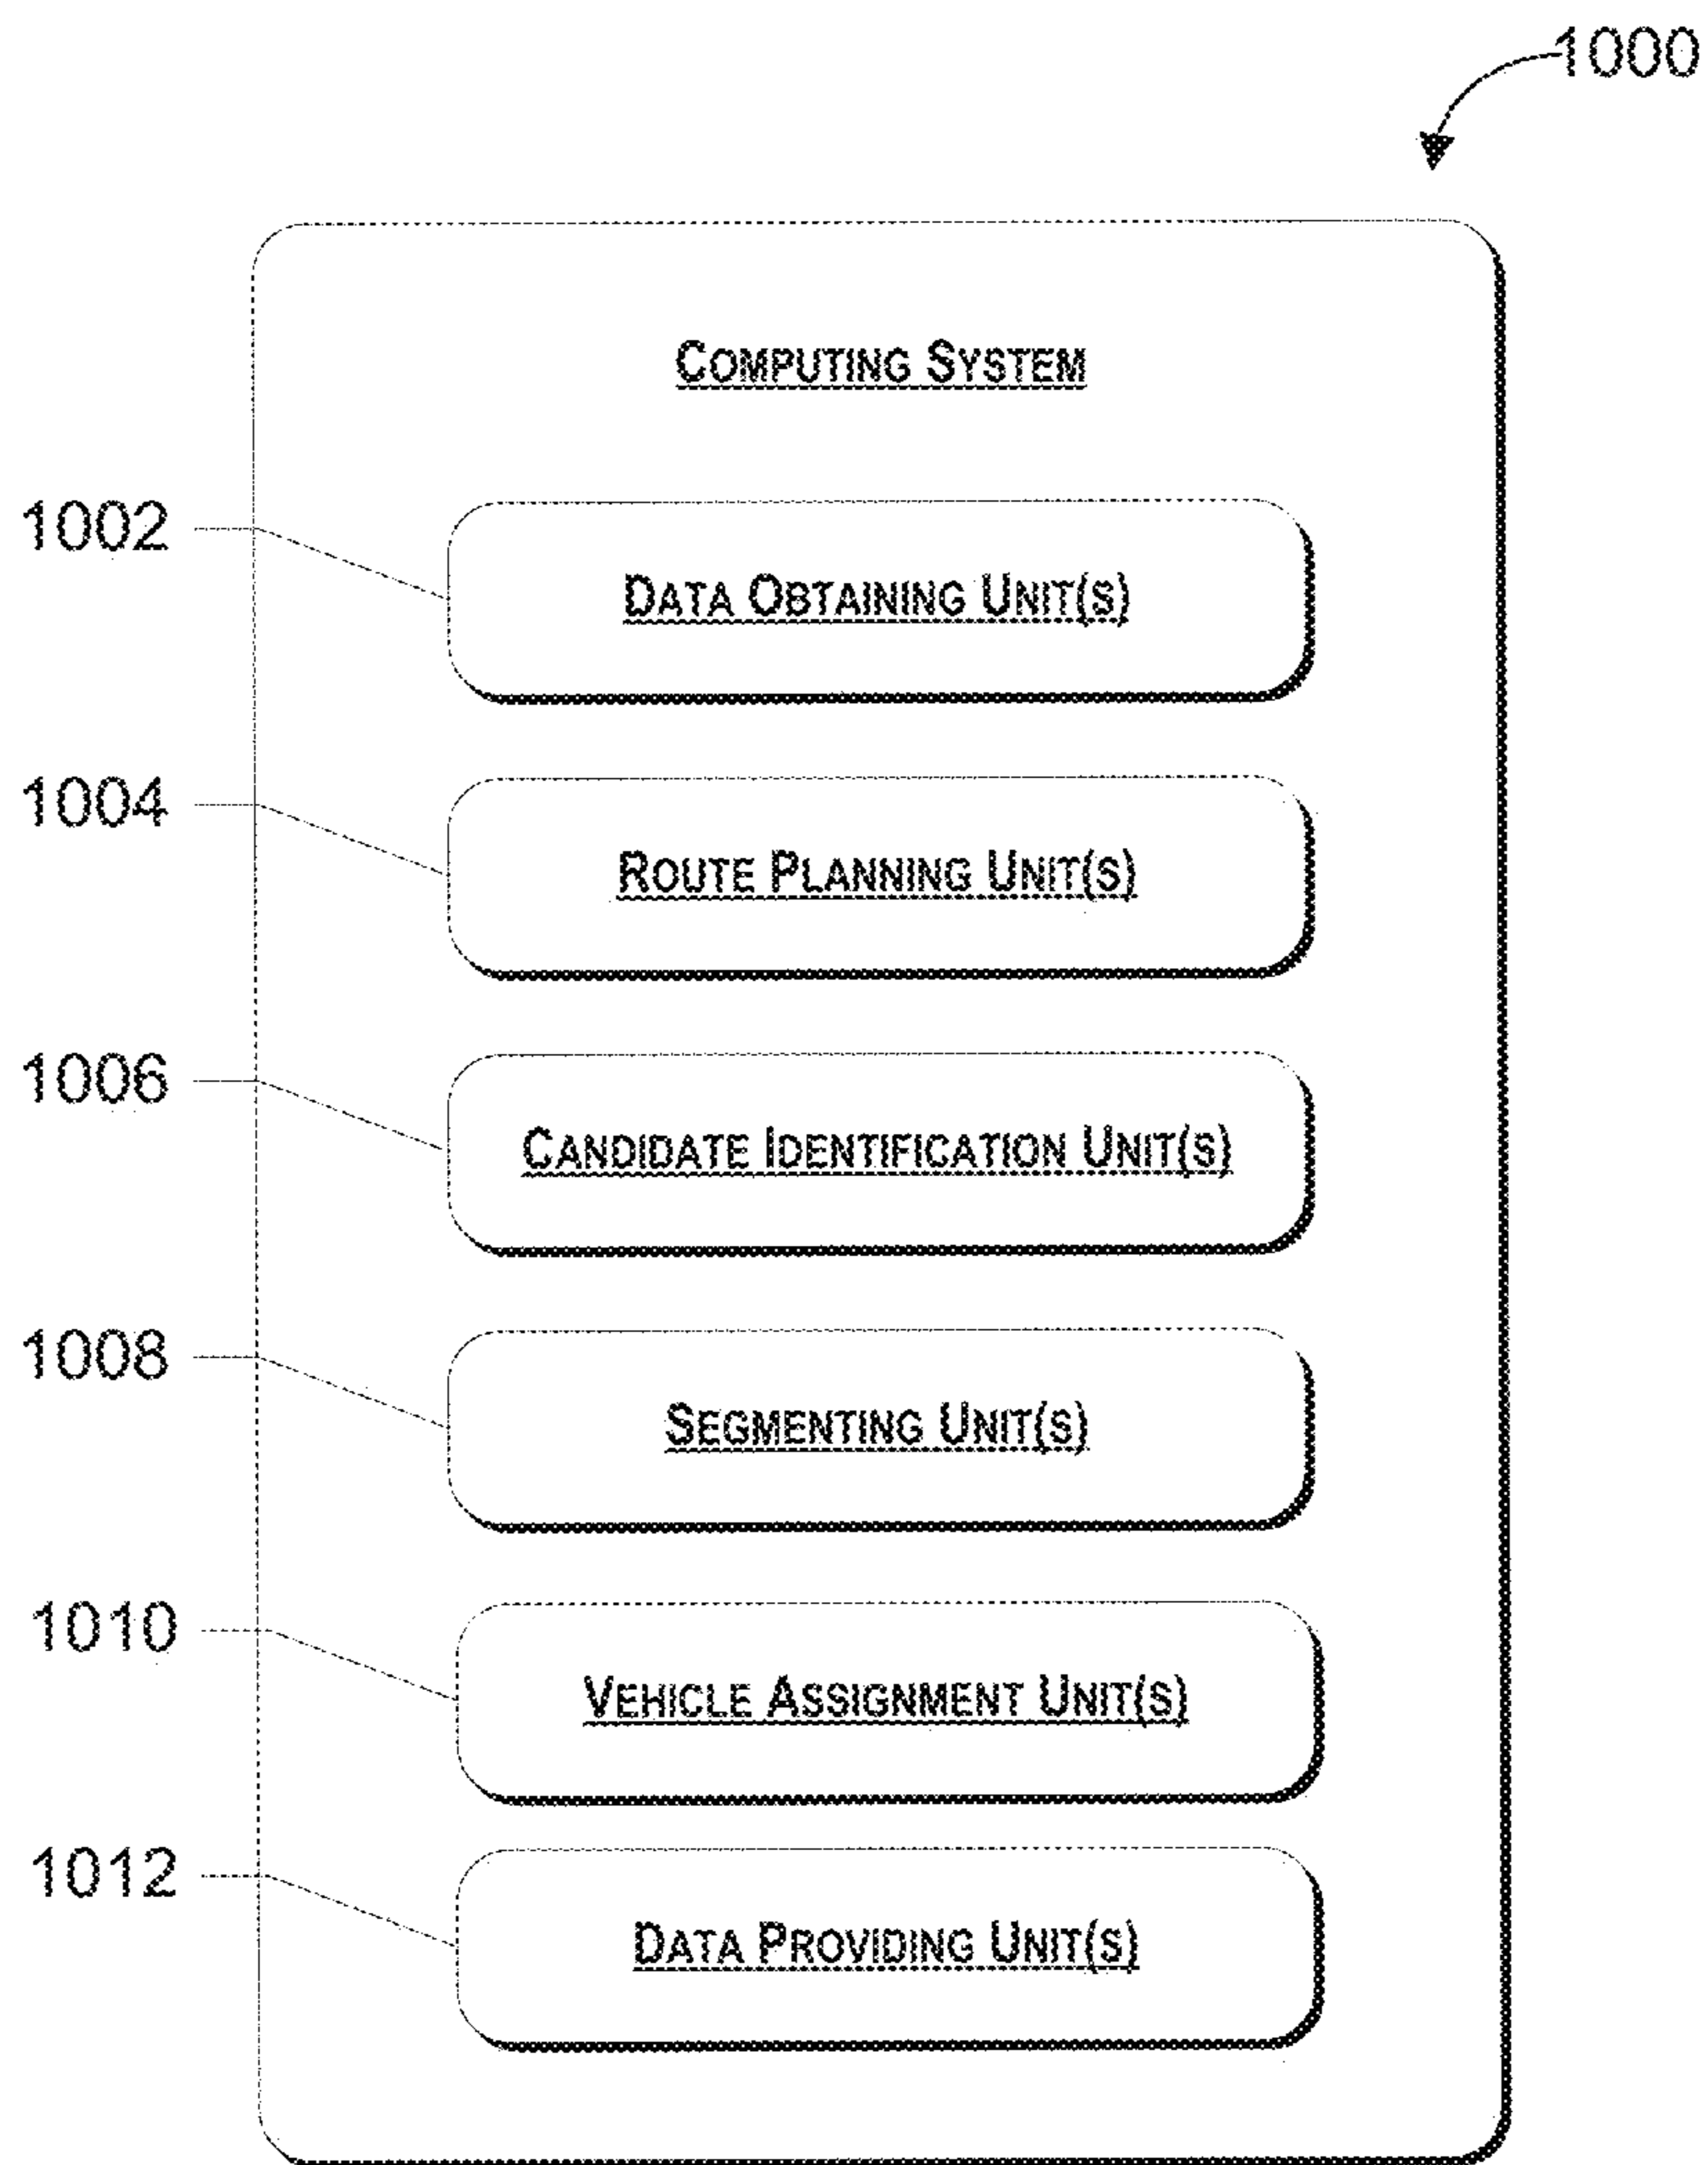 1000
COMPUTING SYSTEM
1002
DATA OBTAINING UNIT(S)
1004
ROUTE PLANNING UNIT(S)
1006
CANDIDATE IDENTIFICATION UNIT(S)
1008
SEGMENTING UNIT(S)
1010
VEHICLE ASSIGNMENT UNIT(S)
1012
DATA PROVIDING UNIT(S)